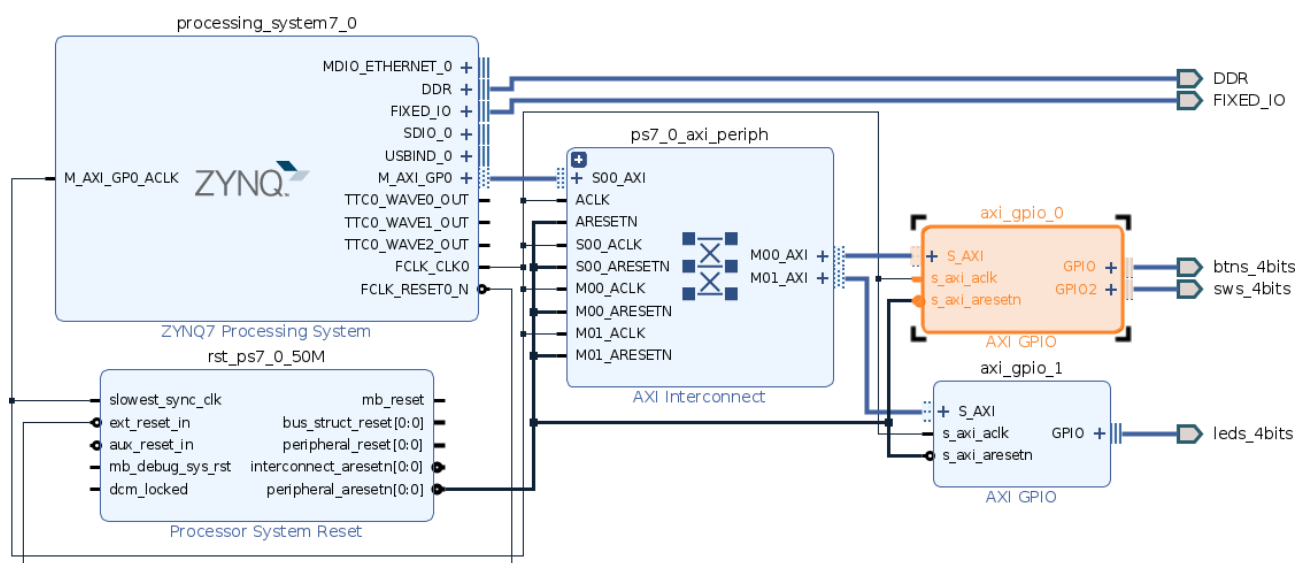 processing_system7_0
MDIO_ETHERNET_0
DDR
FIXED_IO
SDIO_0
USBIND_0
M_AXI_GP0
TTC0_WAVE0_OUT
TTC0_WAVE1_OUT
TTC0_WAVE2_OUT
FCLK_CLK0
FCLK_RESET0_N
M_AXI_GP0_ACLK
ZYNQ
ZYNQ7 Processing System
rst_ps7_0_50M
slowest_sync_clk
ext_reset_in
aux_reset_in
mb_debug_sys_rst
dcm_locked
mb_reset
bus_struct_reset[0:0]
peripheral_reset[0:0]
interconnect_aresetn[0:0]
peripheral_aresetn[0:0]
Processor System Reset
ps7_0_axi_periph
S00_AXI
ACLK
ARESETN
S00_ACLK
S00_ARESETN
M00_ACLK
M00_ARESETN
M01_ACLK
M01_ARESETN
M00_AXI
M01_AXI
AXI Interconnect
axi_gpio_0
S_AXI
s_axi_aclk
s_axi_aresetn
GPIO
GPIO2
AXI GPIO
axi_gpio_1
S_AXI
s_axi_aclk
s_axi_aresetn
GPIO
AXI GPIO
DDR
FIXED_IO
btns_4bits
sws_4bits
leds_4bits